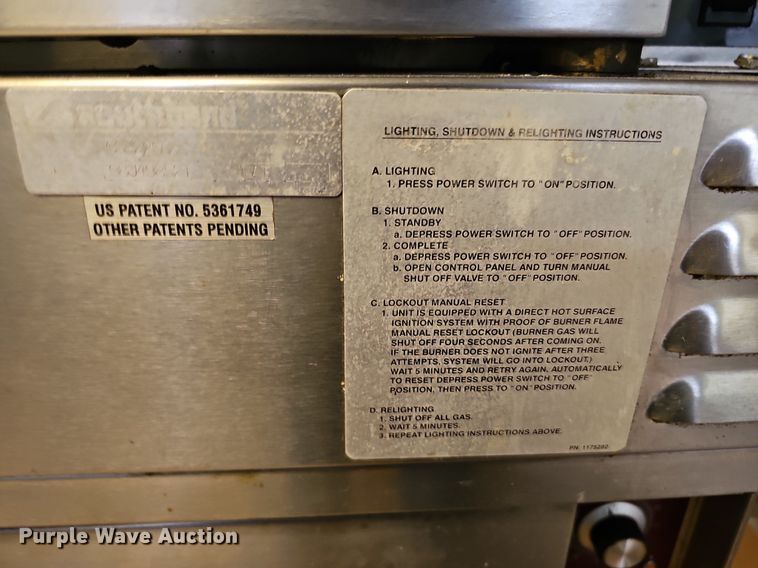 US PATENT NO. 5361749
OTHER PATENTS PENDING
LIGHTING, SHUTDOWN & RELIGHTING INSTRUCTIONS
A. LIGHTING
1. PRESS POWER SWITCH TO "ON" POSITION.
B. SHUTDOWN
1. STANDBY
a. DEPRESS POWER SWITCH TO "OFF" POSITION.
2. COMPLETE
a. DEPRESS POWER SWITCH TO "OFF" POSITION.
b. OPEN CONTROL PANEL AND TURN MANUAL
SHUT OFF VALVE TO "OFF" POSITION.
C. LOCKOUT MANUAL RESET
1. UNIT IS EQUIPPED WITH A DIRECT HOT SURFACE
IGNITION SYSTEM WITH PROOF OF BURNER FLAME
MANUAL RESET LOCKOUT (BURNER GAS WILL
SHUT OFF FOUR SECONDS AFTER COMING ON.
IF THE BURNER DOES NOT IGNITE AFTER THREE
ATTEMPTS, SYSTEM WILL GO INTO LOCKOUT.)
WAIT 5 MINUTES AND RETRY AGAIN. AUTOMATICALLY
TO RESET DEPRESS POWER SWITCH TO "OFF"
POSITION, THEN PRESS TO "ON" POSITION.
D. RELIGHTING
1. SHUT OFF ALL GAS.
2. WAIT 5 MINUTES.
3. REPEAT LIGHTING INSTRUCTIONS ABOVE.
PN: 1175282
Purple Wave Auction